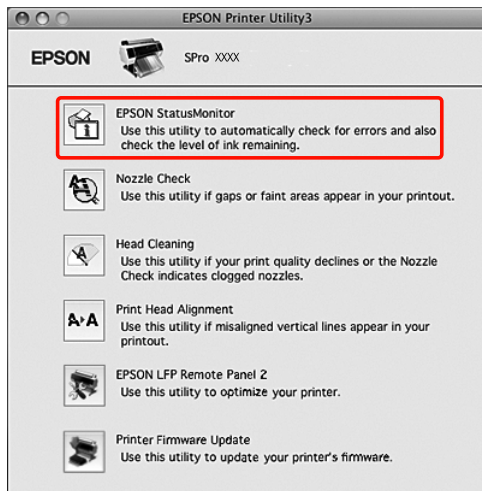 EPSON Printer Utility3
EPSON
SPro XXXX
EPSON StatusMonitor
Use this utility to automatically check for errors and also
check the level of ink remaining.
Nozzle Check
Use this utility if gaps or faint areas appear in your printout.
Head Cleaning
Use this utility if your print quality declines or the Nozzle
Check indicates clogged nozzles.
Print Head Alignment
Use this utility if misaligned vertical lines appear in your
printout.
EPSON LFP Remote Panel 2
Use this utility to optimize your printer.
Printer Firmware Update
Use this utility to update your printer's firmware.